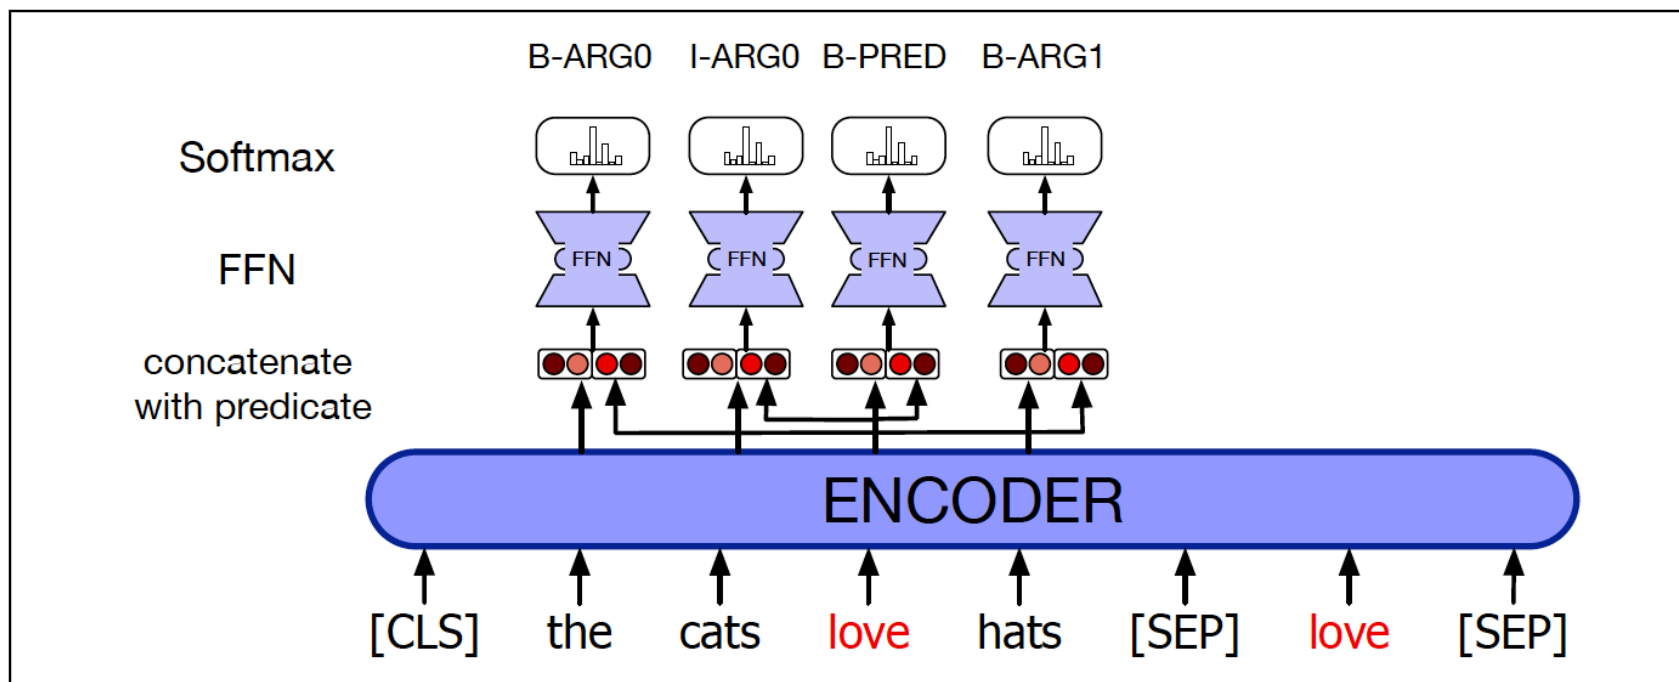 B-ARG0 I-ARG0 B-PRED B-ARG1
Softmax
FFN FFN FFN FFN FFN
concatenate
with predicate
ENCODER
[CLS] the cats love hats [SEP] love [SEP]